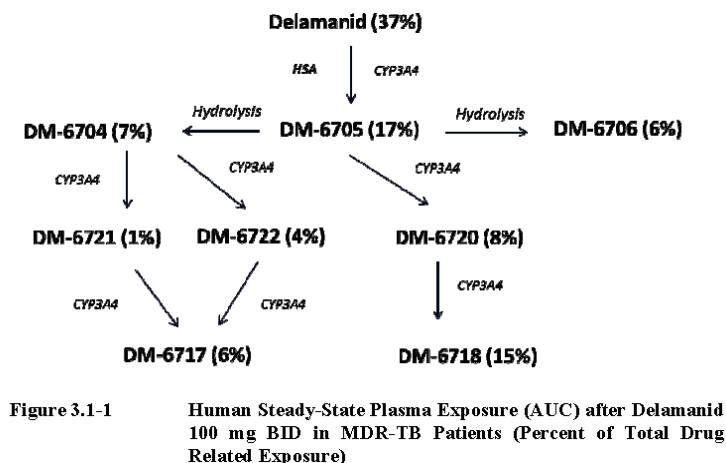 Delamanid (37%)
HSA CYP3A4
Hydrolysis Hydrolysis
DM-6704 (7%) DM-6705 (17%) DM-6706 (6%)
CYP3A4 CYP3A4 CYP3A4
DM-6721 (1%) DM-6722 (4%) DM-6720 (8%)
CYP3A4 CYP3A4 CYP3A4
DM-6717 (6%) DM-6718 (15%)
Figure 3.1-1 Human Steady-State Plasma Exposure (AUC) after Delamanid
100 mg BID in MDR-TB Patients (Percent of Total Drug
Related Exposure)